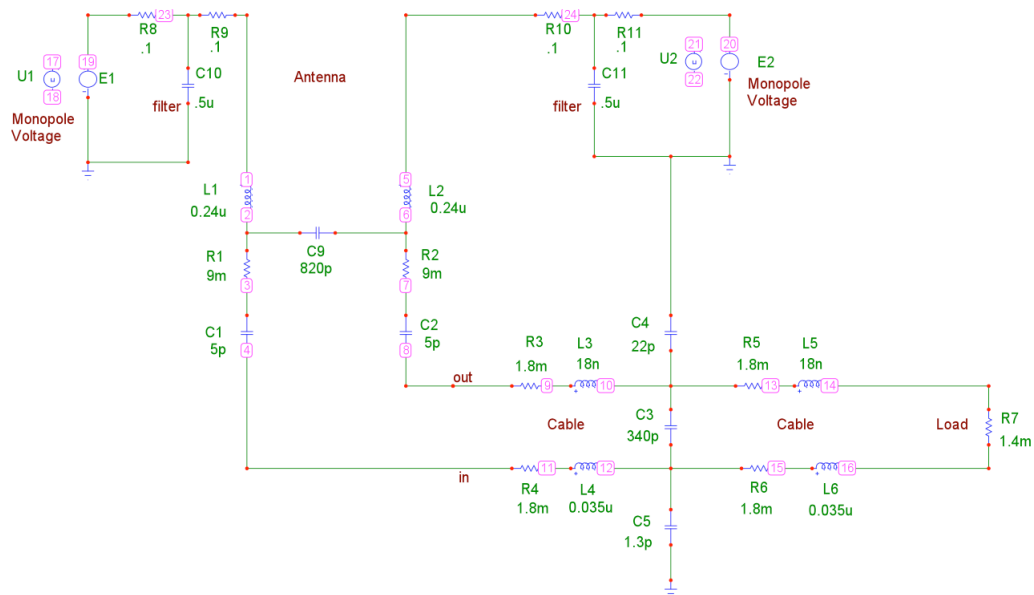 23
24
R8
.1
R9
.1
R10
.1
R11
.1
17
U1
u
18
19
E1
C10
.5u
filter
Antenna
C11
.5u
filter
21
U2
u
22
20
E2
Monopole
Voltage
Monopole
Voltage
L1
0.24u
1
2
5
6
L2
0.24u
C9
820p
R1
9m
3
R2
9m
7
C1
5p
4
C2
5p
8
C4
22p
out
R3
1.8m
9
L3
18n
+
10
R5
1.8m
13
L5
18n
+
14
Cable
C3
340p
Cable
Load
R7
1.4m
in
11
R4
1.8m
+
12
L4
0.035u
15
R6
1.8m
+
16
L6
0.035u
C5
1.3p